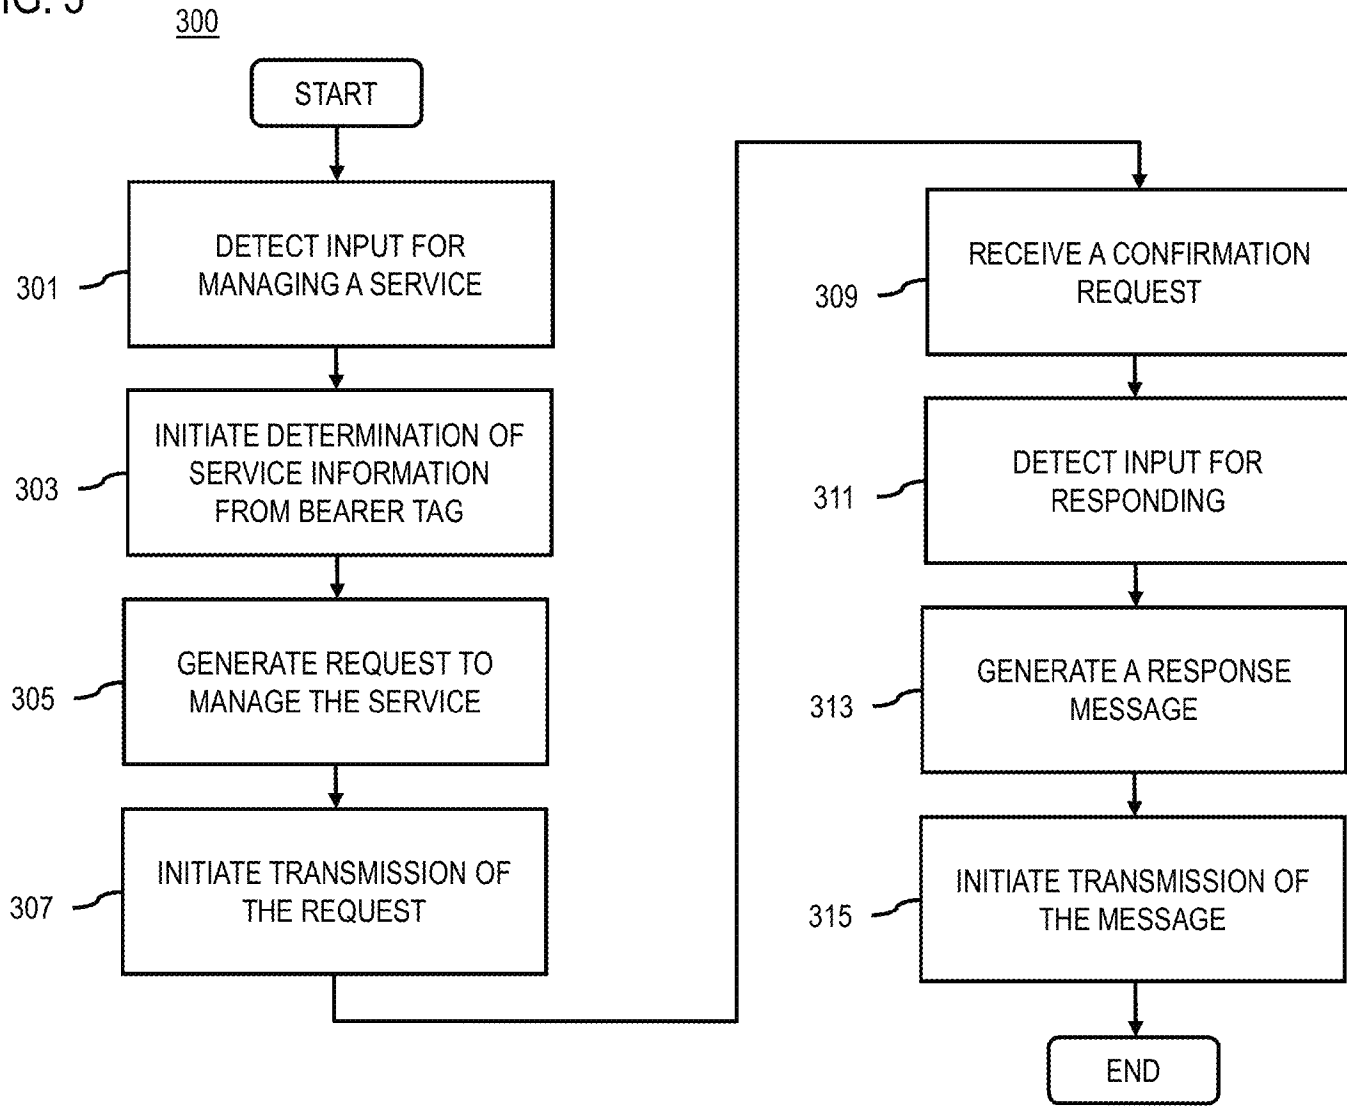 300
START
DETECT INPUT FOR
MANAGING A SERVICE
301
INITIATE DETERMINATION OF
SERVICE INFORMATION
FROM BEARER TAG
303
GENERATE REQUEST TO
MANAGE THE SERVICE
305
INITIATE TRANSMISSION OF
THE REQUEST
307
RECEIVE A CONFIRMATION
REQUEST
309
DETECT INPUT FOR
RESPONDING
311
GENERATE A RESPONSE
MESSAGE
313
INITIATE TRANSMISSION OF
THE MESSAGE
315
END